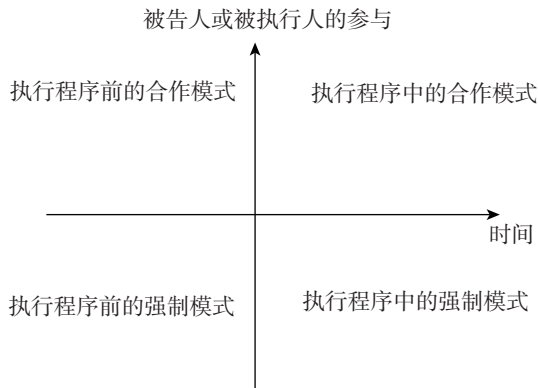 被告人或被执行人的参与
执行程序前的合作模式
执行程序中的合作模式
时间
执行程序前的强制模式
执行程序中的强制模式